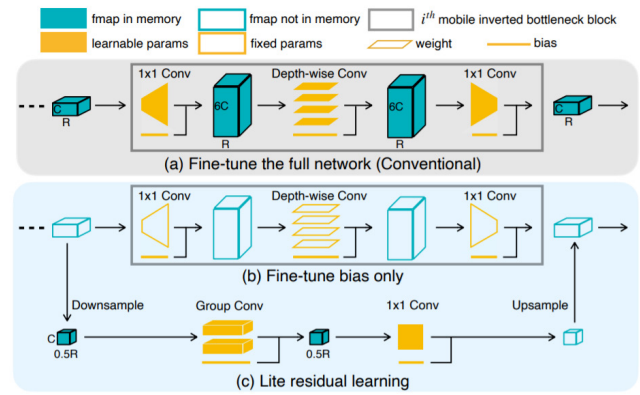 fmap in memory
fmap not in memory
iᵗʰ mobile inverted bottleneck block
learnable params
fixed params
weight
bias
1x1 Conv
Depth-wise Conv
1x1 Conv
C
R
6C
R
R
C
R
(a) Fine-tune the full network (Conventional)
1x1 Conv
Depth-wise Conv
1x1 Conv
(b) Fine-tune bias only
Downsample
Group Conv
1x1 Conv
Upsample
C
0.5R
0.5R
(c) Lite residual learning